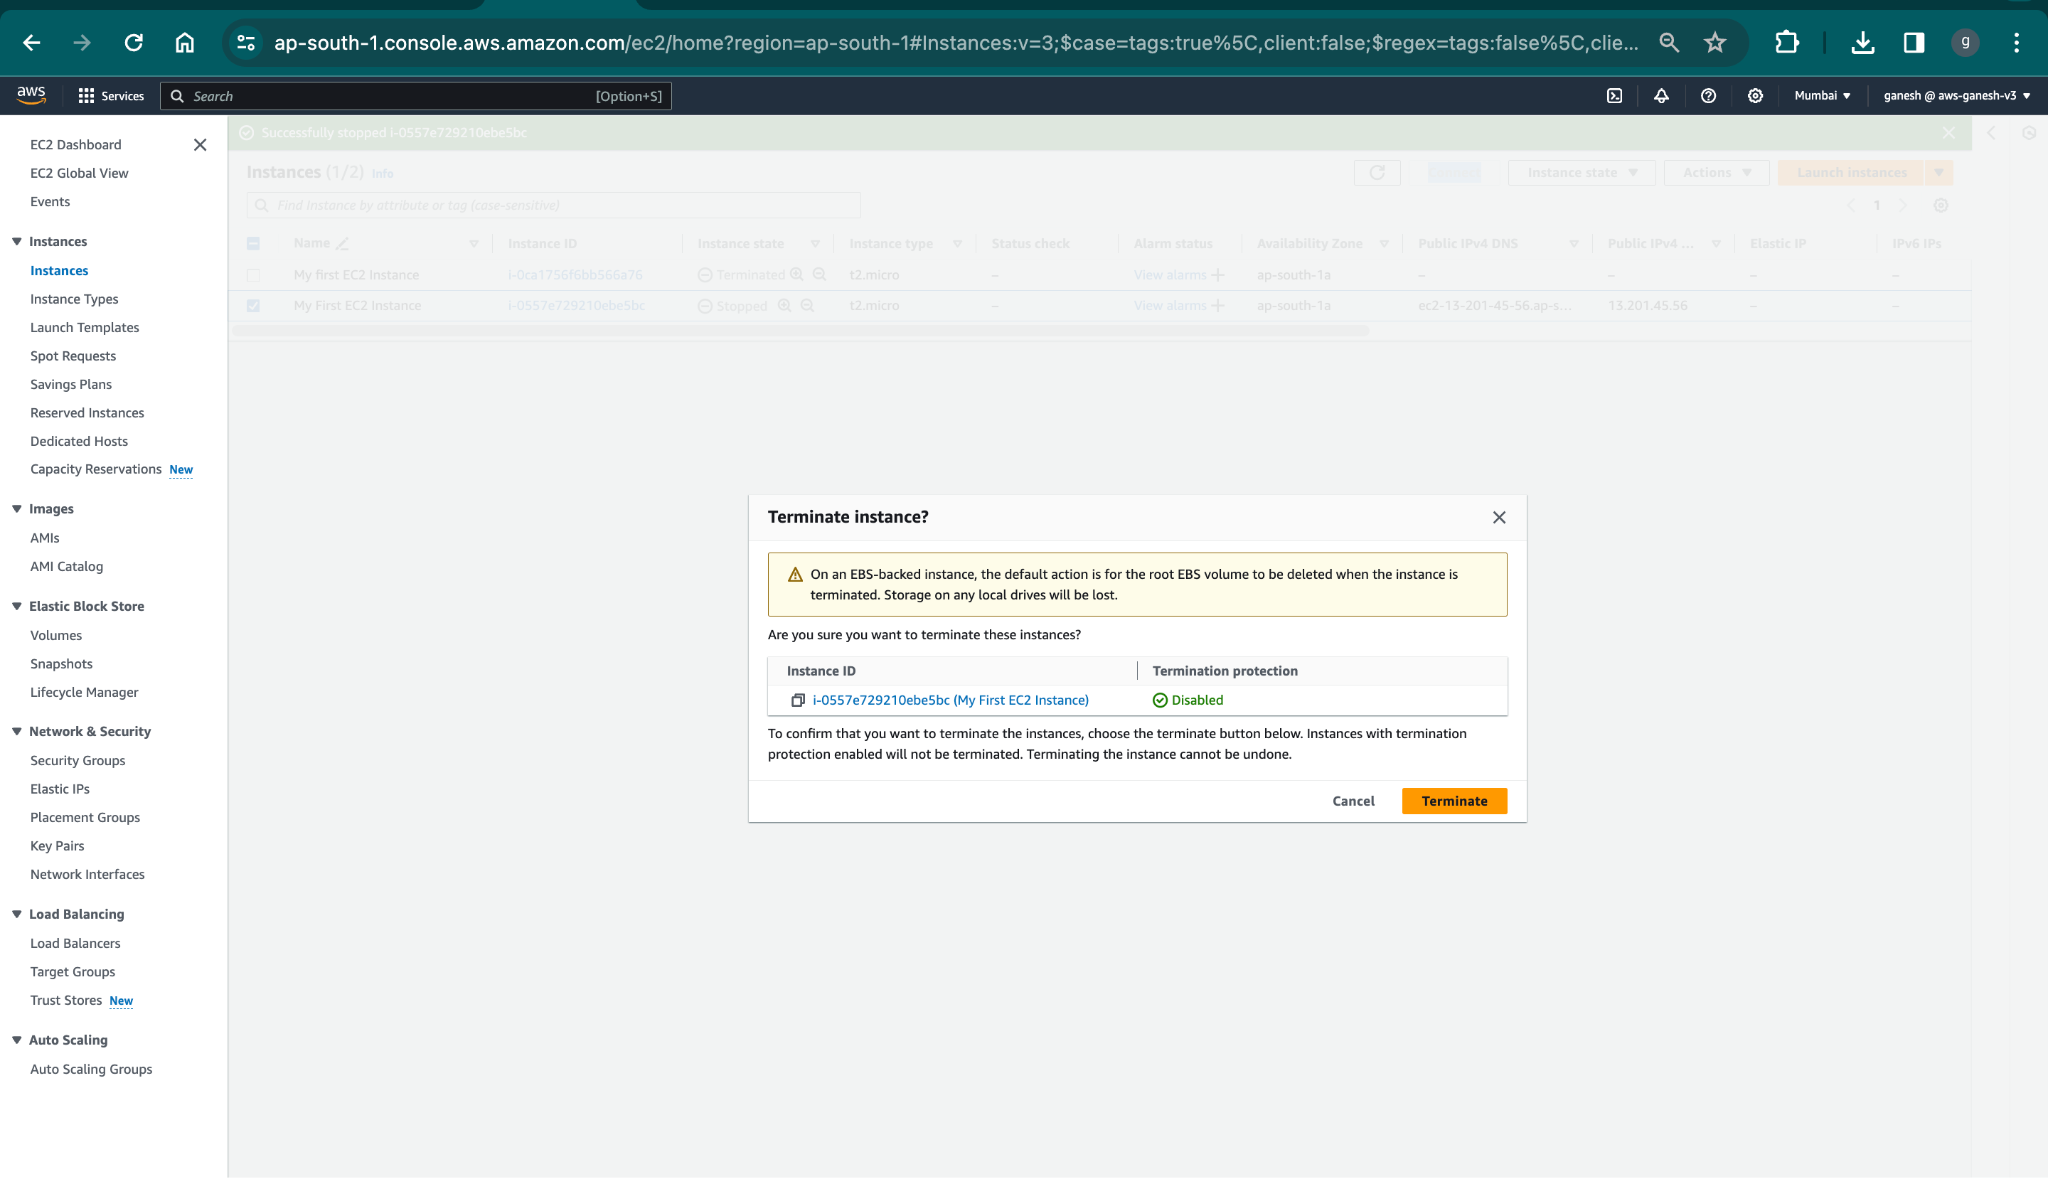 ap-south-1.console.aws.amazon.com/ec2/home?region=ap-south-1#Instances:v=3;$case=tags:true%5C,client:false;$regex=tags:false%5C,clie...
g
aws
Services
Search
[Option+S]
Mumbai
ganesh @ aws-ganesh-v3
EC2 Dashboard
EC2 Global View
Events
Instances
Instances
Instance Types
Launch Templates
Spot Requests
Savings Plans
Reserved Instances
Dedicated Hosts
Capacity Reservations New
Images
AMIs
AMI Catalog
Elastic Block Store
Volumes
Snapshots
Lifecycle Manager
Network & Security
Security Groups
Elastic IPs
Placement Groups
Key Pairs
Network Interfaces
Load Balancing
Load Balancers
Target Groups
Trust Stores New
Auto Scaling
Auto Scaling Groups
Successfully stopped i-0557e729210ebe5bc
Instances (1/2) Info
Connect
Instance state
Actions
Launch instances
Find Instance by attribute or tag (case-sensitive)
1
Name Instance ID Instance state Instance type Status check Alarm status Availability Zone Public IPv4 DNS Public IPv4 ... Elastic IP IPv6 IPs
My first EC2 Instance i-0ca1756f6bb566a76 Terminated t2.micro – View alarms ap-south-1a – – – –
My First EC2 Instance i-0557e729210ebe5bc Stopped t2.micro – View alarms ap-south-1a ec2-13-201-45-56.ap-s... 13.201.45.56 – –
Terminate instance?
On an EBS-backed instance, the default action is for the root EBS volume to be deleted when the instance is
terminated. Storage on any local drives will be lost.
Are you sure you want to terminate these instances?
Instance ID Termination protection
i-0557e729210ebe5bc (My First EC2 Instance) Disabled
To confirm that you want to terminate the instances, choose the terminate button below. Instances with termination
protection enabled will not be terminated. Terminating the instance cannot be undone.
Cancel
Terminate